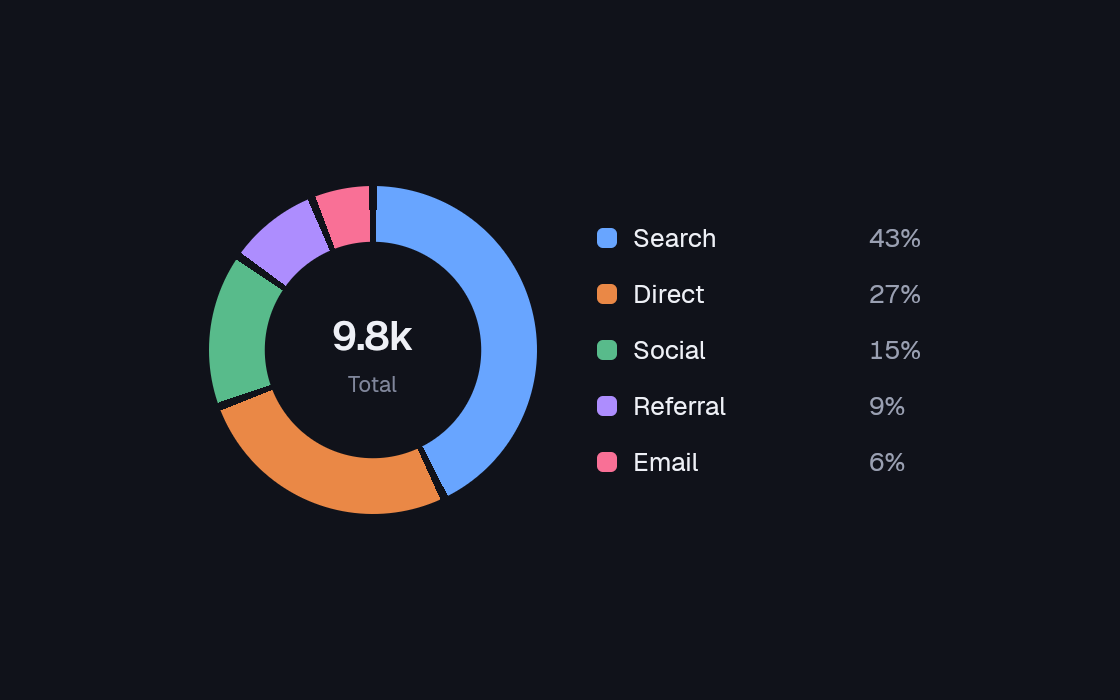 9.8k
Total
Search 43%
Direct 27%
Social 15%
Referral 9%
Email 6%